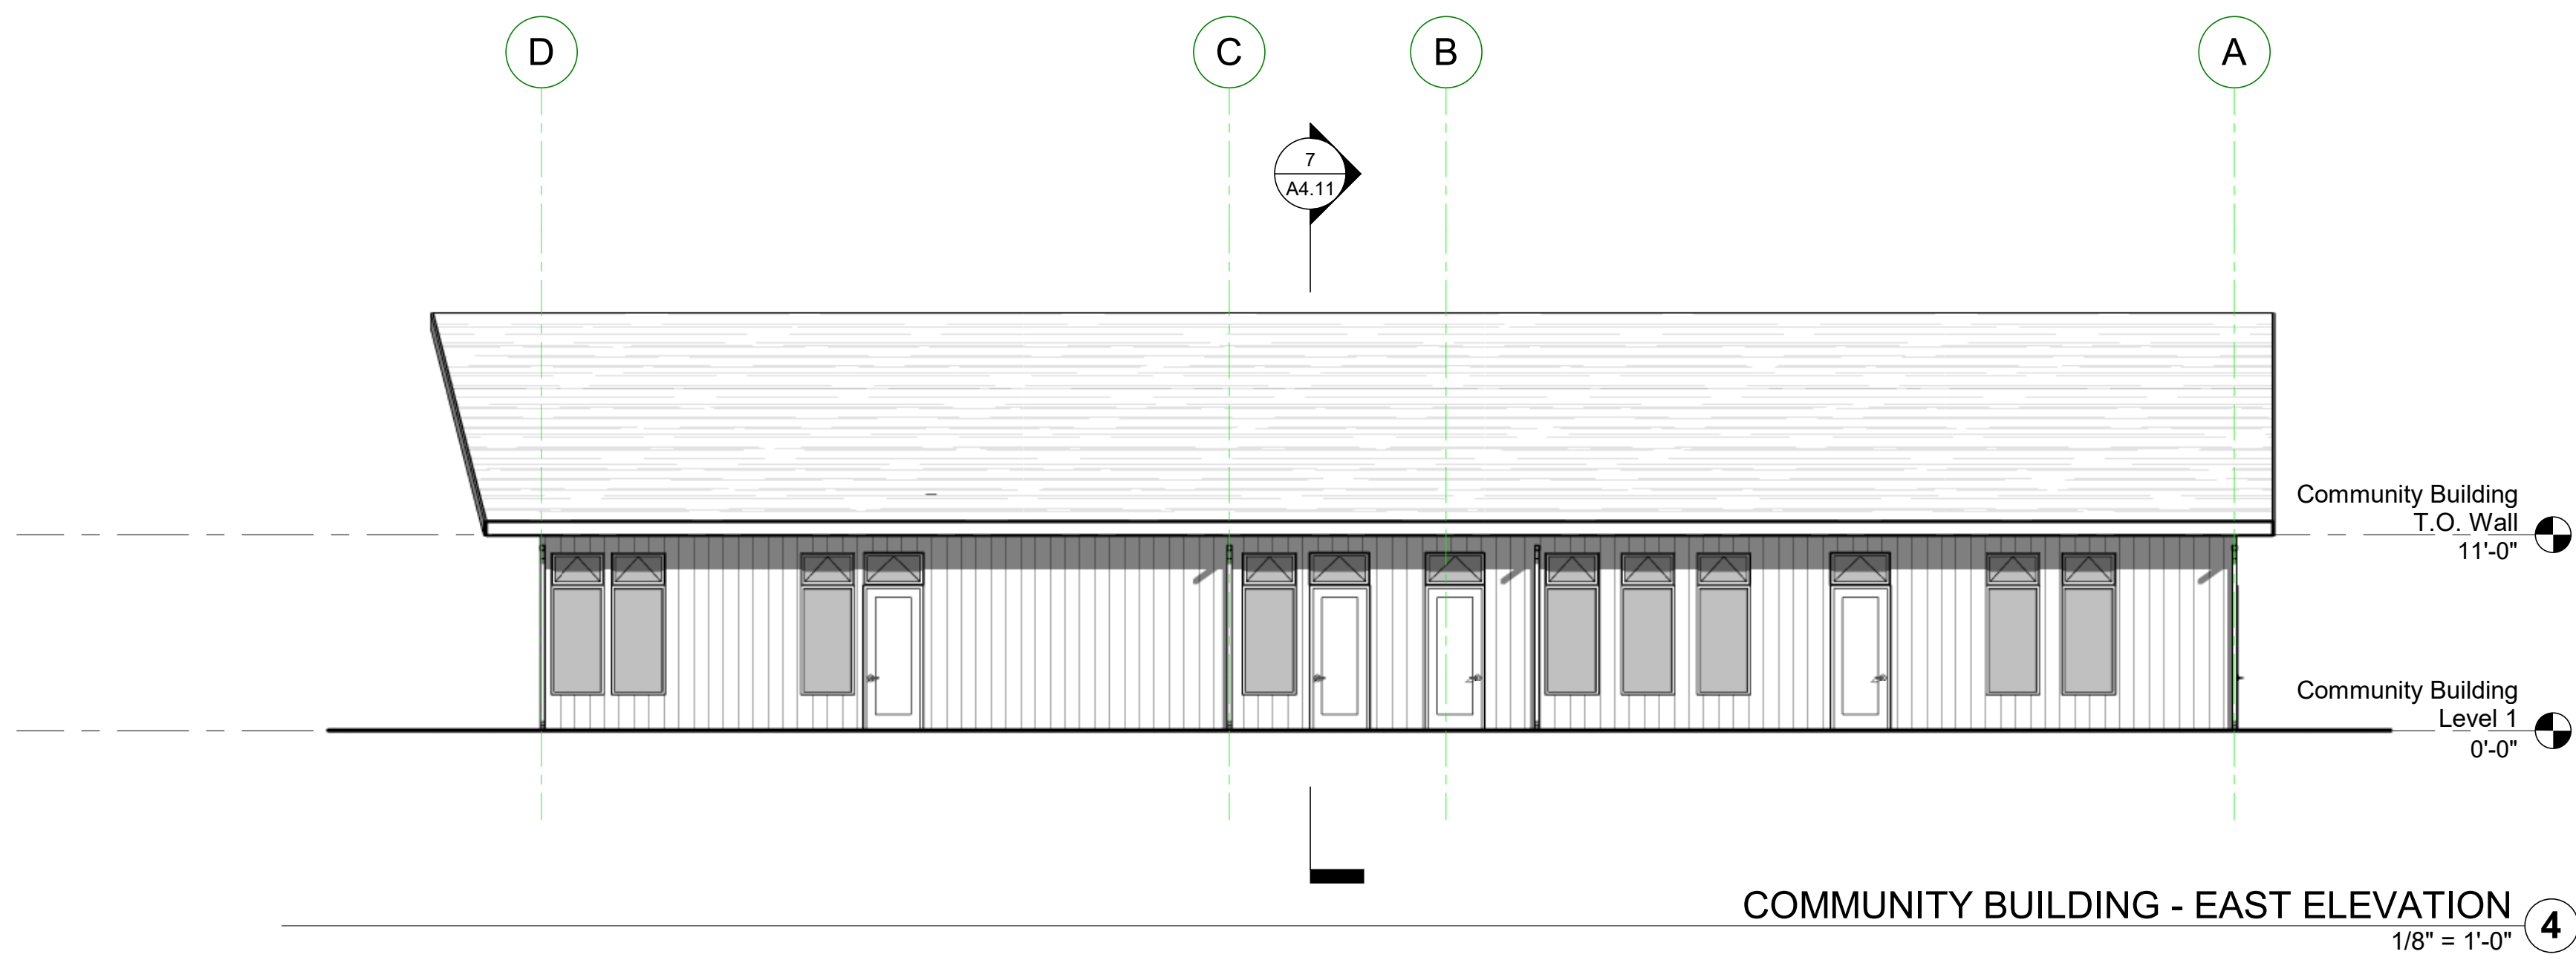 D
C
B
A
7
A4.11
Community Building
T.O. Wall
11'-0"
Community Building
Level 1
0'-0"
COMMUNITY BUILDING - EAST ELEVATION
4
1/8" = 1'-0"